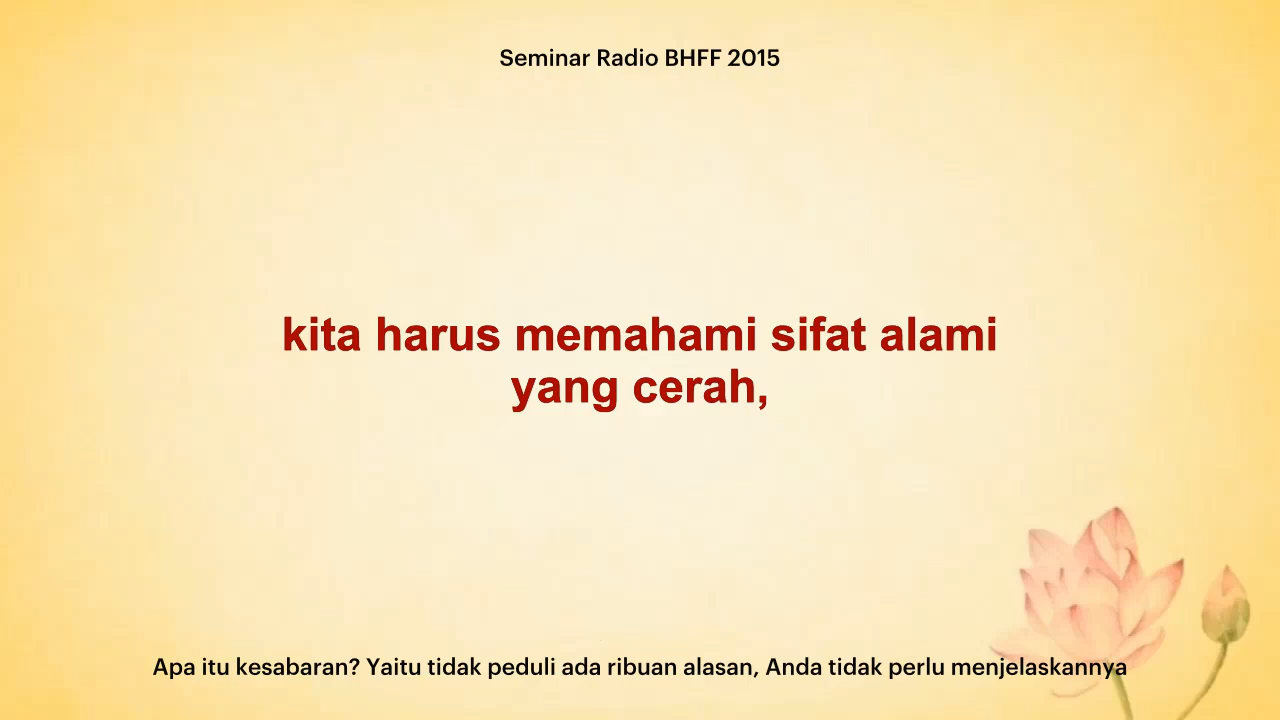 Seminar Radio BHFF 2015
kita harus memahami sifat alami
yang cerah,
Apa itu kesabaran? Yaitu tidak peduli ada ribuan alasan, Anda tidak perlu menjelaskannya